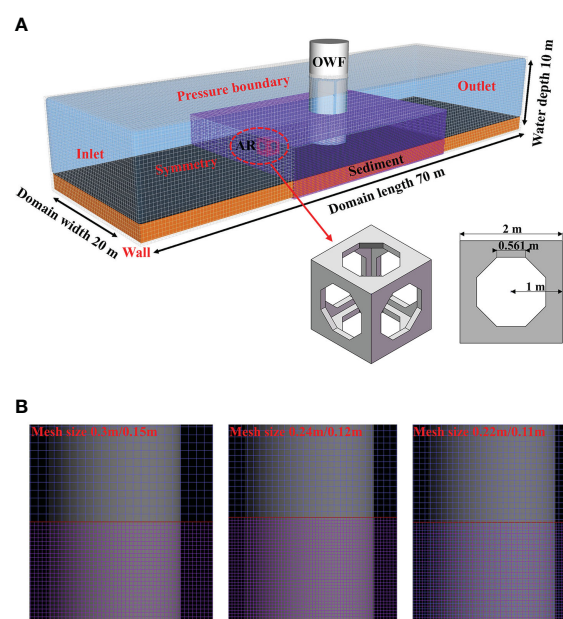 A
OWF
Pressure boundary
Outlet
Water depth 10 m
Inlet
AR
Symmetry
Sediment
Domain length 70 m
Domain width 20 m
Wall
2 m
0.561 m
1 m
B
Mesh size-0.3m/0.15m
Mesh size-0.24m/0.12m
Mesh size-0.22m/0.11m